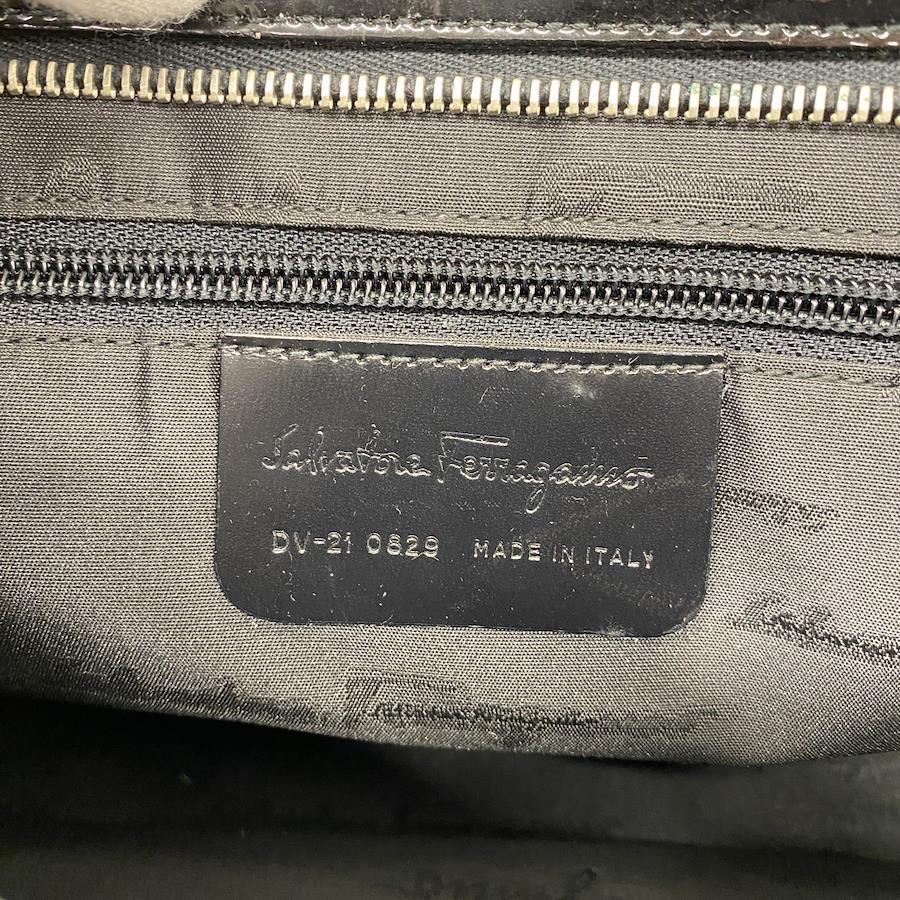 Salvatore Ferragamo
DV-21 0829 MADE IN ITALY